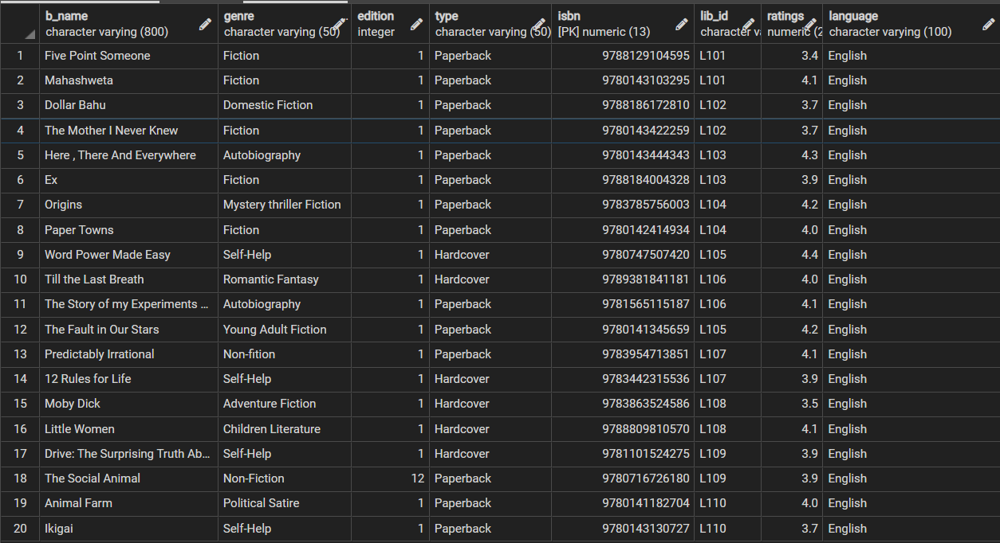 b_name genre edition type isbn lib_id ratings language
character varying (800) character varying (50) integer character varying (50) [PK] numeric (13) character va numeric (2 character varying (100)
1 Five Point Someone Fiction 1 Paperback 9788129104595 L101 3.4 English
2 Mahashweta Fiction 1 Paperback 9780143103295 L101 4.1 English
3 Dollar Bahu Domestic Fiction 1 Paperback 9788186172810 L102 3.7 English
4 The Mother I Never Knew Fiction 1 Paperback 9780143422259 L102 3.7 English
5 Here , There And Everywhere Autobiography 1 Paperback 9780143444343 L103 4.3 English
6 Ex Fiction 1 Paperback 9788184004328 L103 3.9 English
7 Origins Mystery thriller Fiction 1 Paperback 9783785756003 L104 4.2 English
8 Paper Towns Fiction 1 Paperback 9780142414934 L104 4.0 English
9 Word Power Made Easy Self-Help 1 Hardcover 9780747507420 L105 4.4 English
10 Till the Last Breath Romantic Fantasy 1 Hardcover 9789381841181 L106 4.0 English
11 The Story of my Experiments ... Autobiography 1 Paperback 9781565115187 L106 4.1 English
12 The Fault in Our Stars Young Adult Fiction 1 Paperback 9780141345659 L105 4.2 English
13 Predictably Irrational Non-fition 1 Paperback 9783954713851 L107 4.1 English
14 12 Rules for Life Self-Help 1 Hardcover 9783442315536 L107 3.9 English
15 Moby Dick Adventure Fiction 1 Hardcover 9783863524586 L108 3.5 English
16 Little Women Children Literature 1 Hardcover 9788809810570 L108 4.1 English
17 Drive: The Surprising Truth Ab... Self-Help 1 Hardcover 9781101524275 L109 3.9 English
18 The Social Animal Non-Fiction 12 Paperback 9780716726180 L109 3.9 English
19 Animal Farm Political Satire 1 Paperback 9780141182704 L110 4.0 English
20 Ikigai Self-Help 1 Paperback 9780143130727 L110 3.7 English